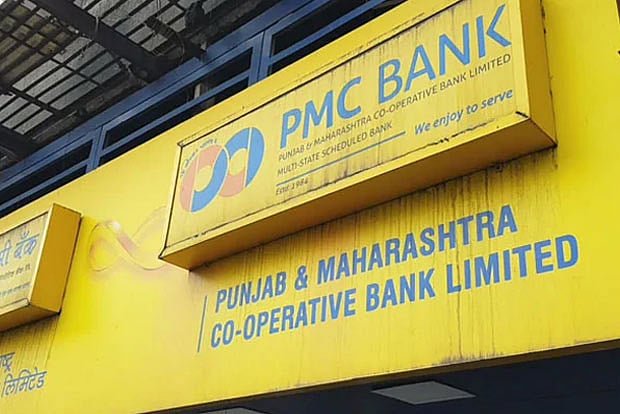 PMC BANK
PUNJAB & MAHARASHTRA CO-OPERATIVE BANK LIMITED
MULTI-STATE SCHEDULED BANK
Estd 1984
We enjoy to serve
PUNJAB & MAHARASHTRA
CO-OPERATIVE BANK LIMITED
बँक
लिमिटेड